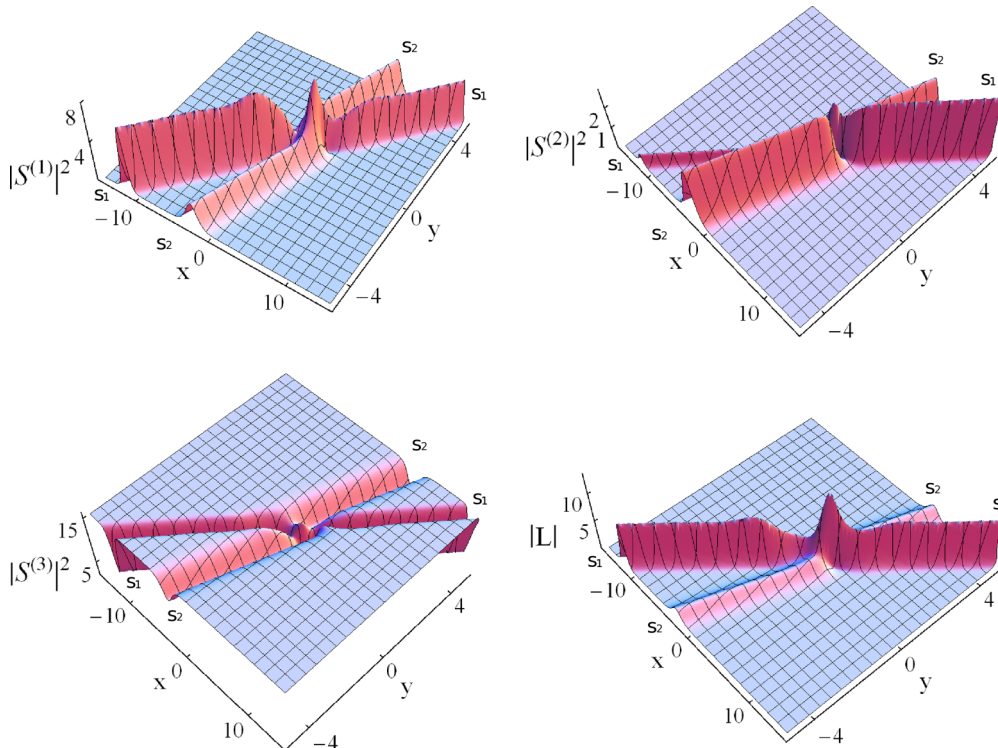 S₂
S₁
8
4
|S⁽¹⁾|²
S₁
−10
S₂
x
0
10
4
0
y
−4
S₂
S₁
2
1
|S⁽²⁾|²
S₁
−10
S₂
x
0
10
4
0
y
−4
S₂
S₁
15
5
|S⁽³⁾|²
S₁
−10
S₂
x
0
10
4
0
y
−4
S₂
S₁
10
5
|L|
S₁
−10
S₂
x
0
10
4
0
y
−4